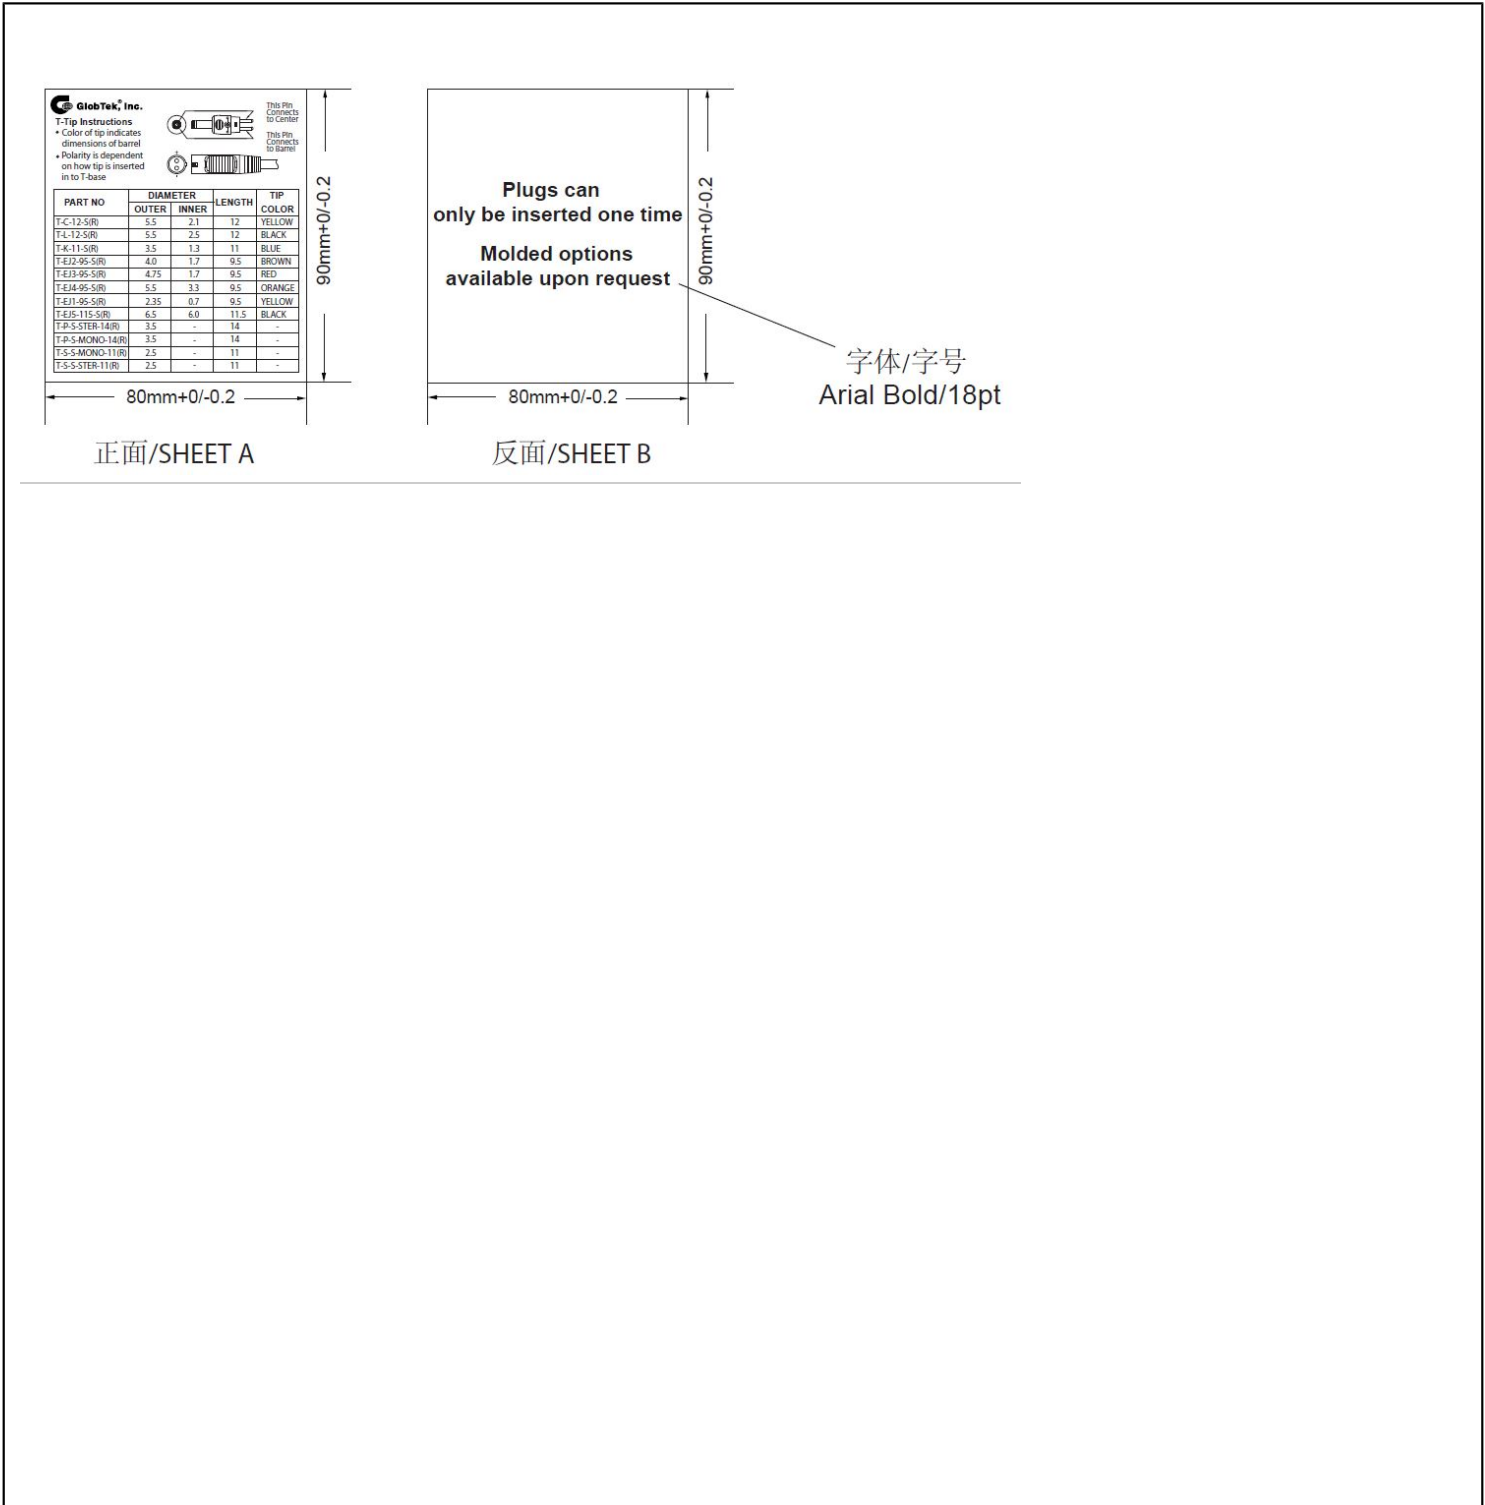 GlobTek,® Inc.
T-Tip Instructions
• Color of tip indicates
dimensions of barrel
• Polarity is dependent
on how tip is inserted
in to T-base
This Pin
Connects
to Center
This Pin
Connects
to Barrel
PART NO DIAMETER LENGTH TIP COLOR
OUTER INNER
T-C-12-S(R) 5.5 2.1 12 YELLOW
T-L-12-S(R) 5.5 2.5 12 BLACK
T-K-11-S(R) 3.5 1.3 11 BLUE
T-EJ2-95-S(R) 4.0 1.7 9.5 BROWN
T-EJ3-95-S(R) 4.75 1.7 9.5 RED
T-EJ4-95-S(R) 5.5 3.3 9.5 ORANGE
T-EJ1-95-S(R) 2.35 0.7 9.5 YELLOW
T-EJ5-115-S(R) 6.5 6.0 11.5 BLACK
T-P-S-STER-14(R) 3.5 - 14 -
T-P-S-MONO-14(R) 3.5 - 14 -
T-S-S-MONO-11(R) 2.5 - 11 -
T-S-S-STER-11(R) 2.5 - 11 -
90mm+0/-0.2
80mm+0/-0.2
正面/SHEET A
Plugs can
only be inserted one time
Molded options
available upon request
90mm+0/-0.2
80mm+0/-0.2
反面/SHEET B
字体/字号
Arial Bold/18pt